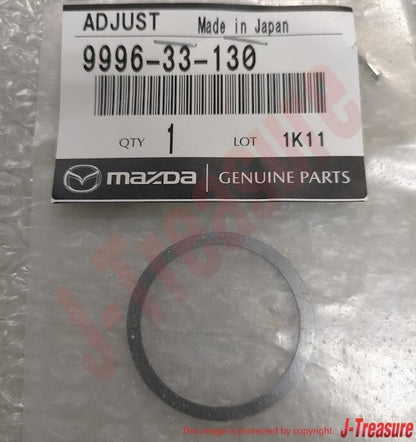 ADJUST Made in Japan
9996-33-130
QTY 1 LOT 1K11
mazda GENUINE PARTS
J-Treasure
This image is protected by copyright. J-Treasure